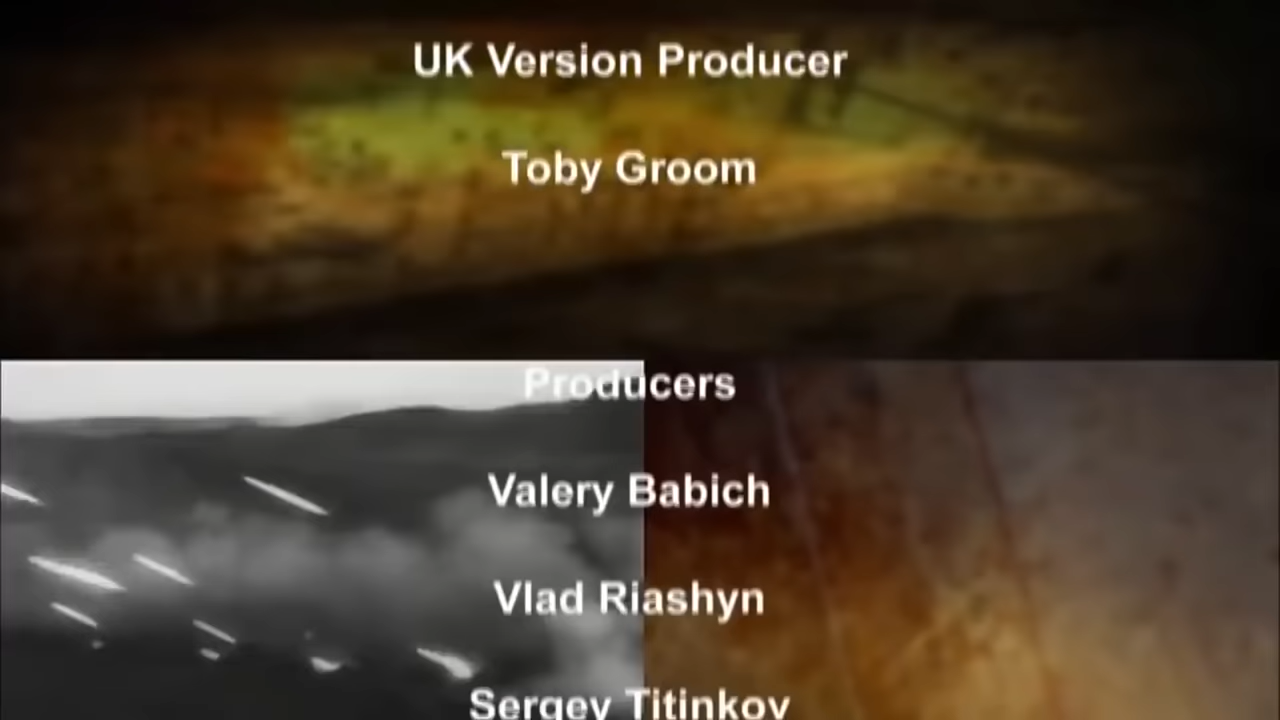 UK Version Producer
Toby Groom
Producers
Valery Babich
Vlad Riashyn
Sergey Titinkov